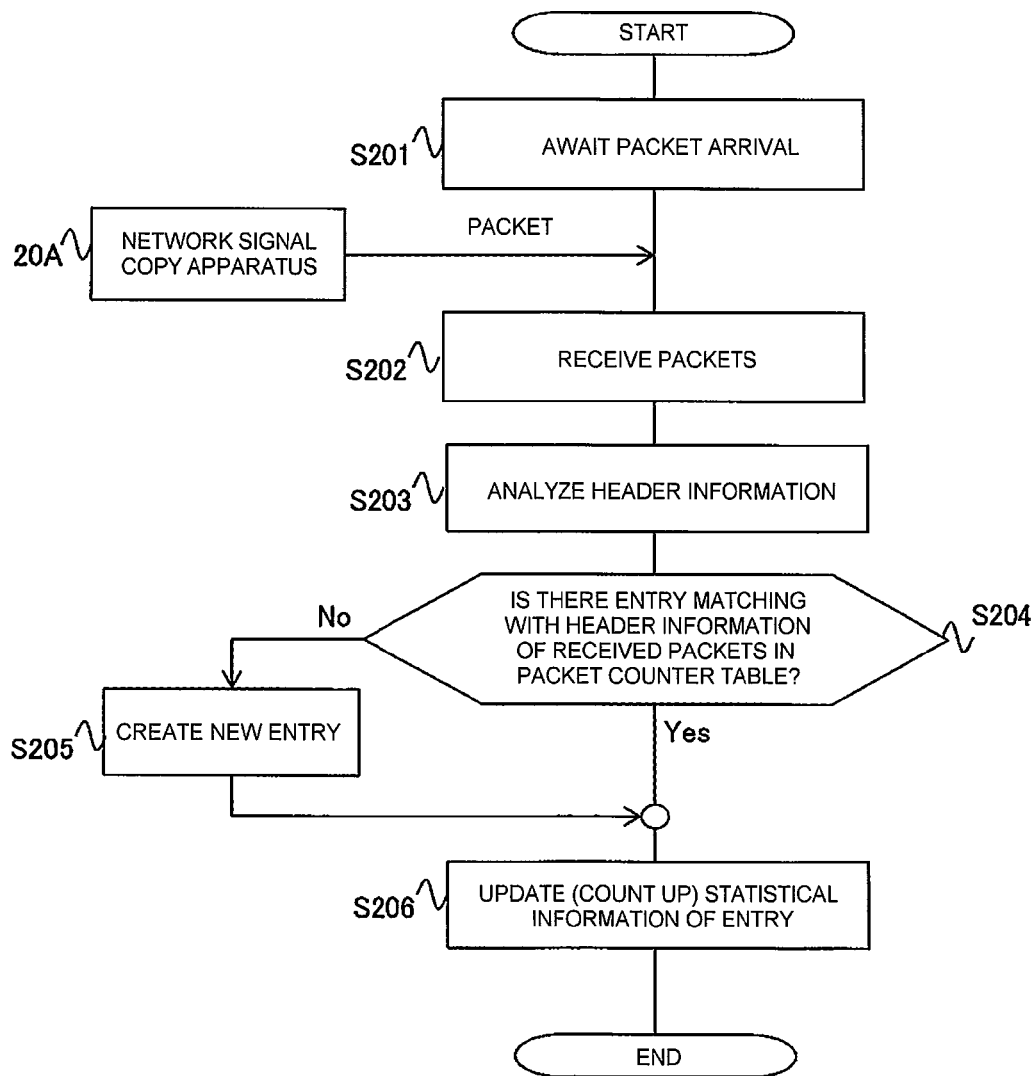 START
S201
AWAIT PACKET ARRIVAL
PACKET
20A
NETWORK SIGNAL
COPY APPARATUS
S202
RECEIVE PACKETS
S203
ANALYZE HEADER INFORMATION
No
IS THERE ENTRY MATCHING
WITH HEADER INFORMATION
OF RECEIVED PACKETS IN
PACKET COUNTER TABLE?
S204
S205
CREATE NEW ENTRY
Yes
S206
UPDATE (COUNT UP) STATISTICAL
INFORMATION OF ENTRY
END